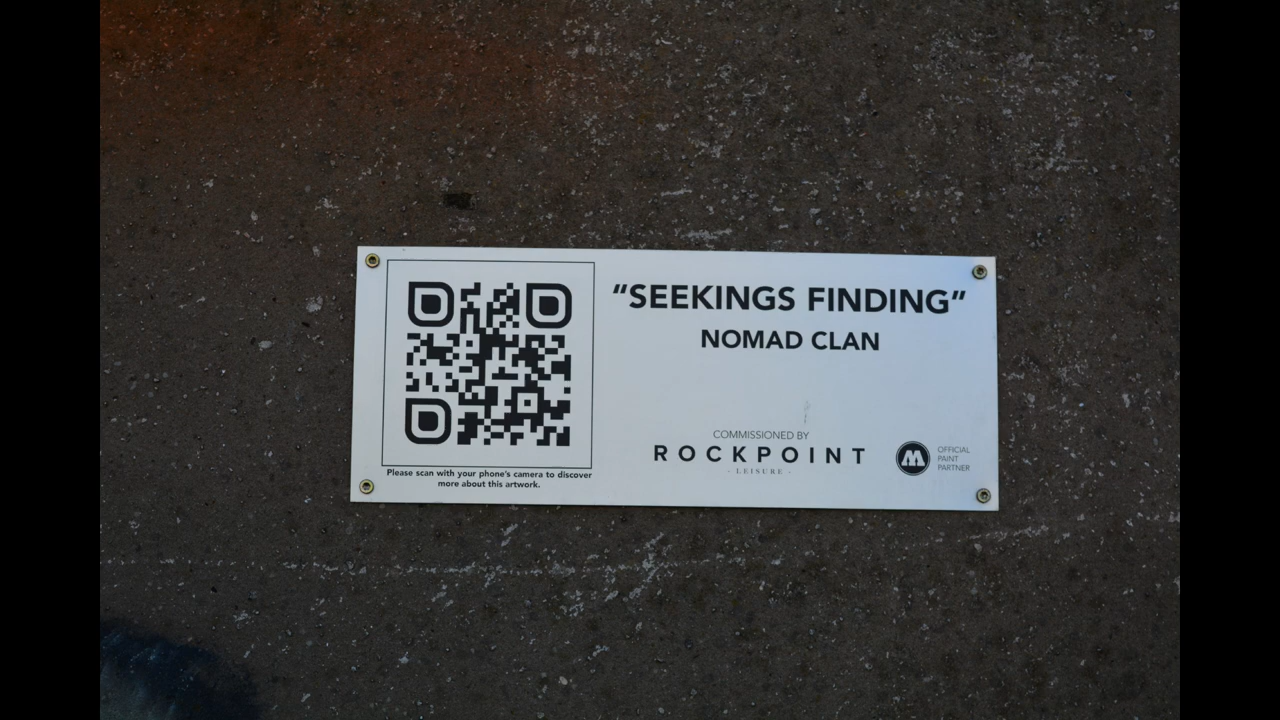 “SEEKINGS FINDING”
NOMAD CLAN
COMMISSIONED BY
ROCKPOINT
- LEISURE -
OFFICIAL
PAINT
PARTNER
Please scan with your phone's camera to discover
more about this artwork.